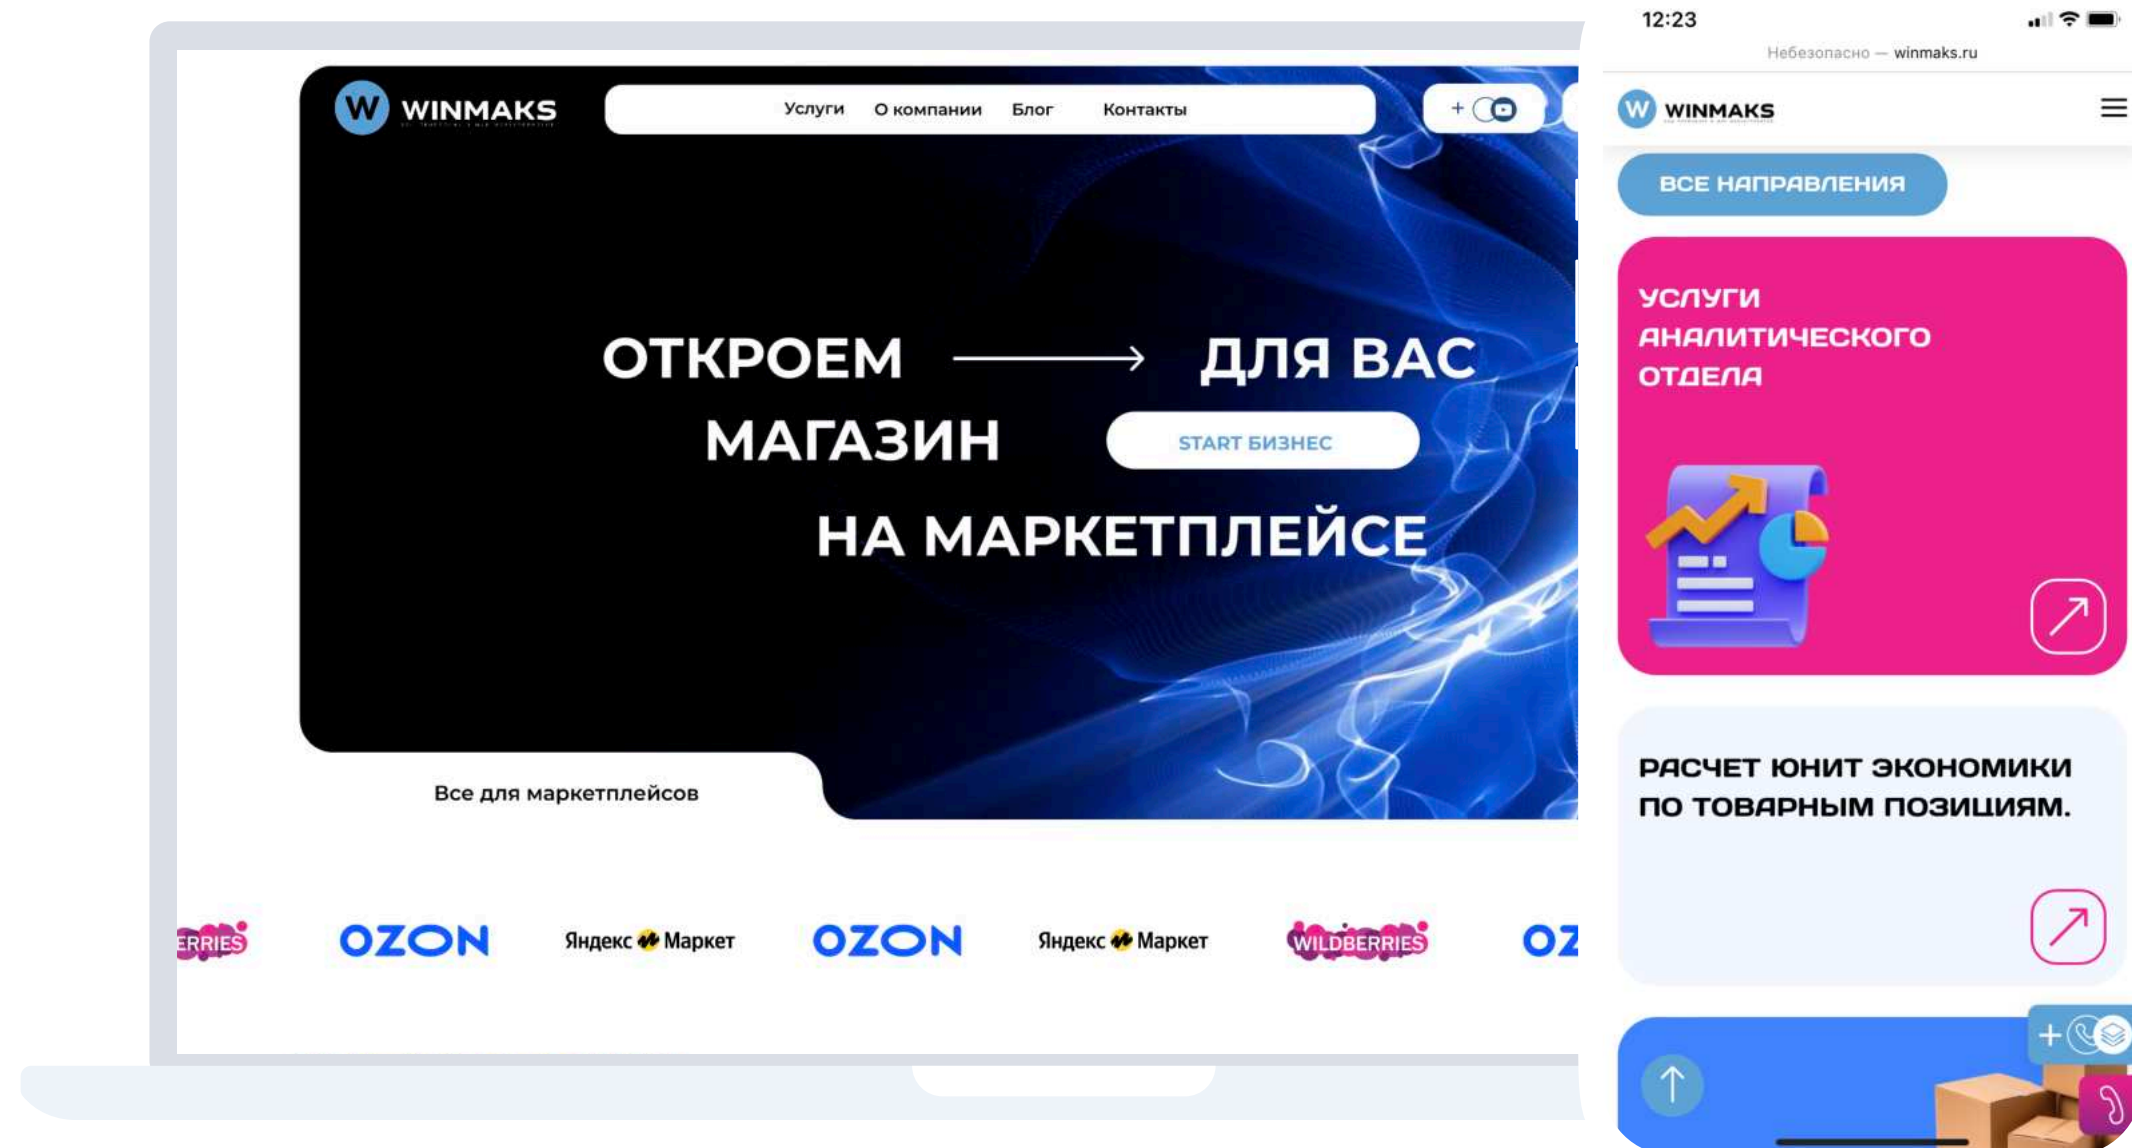 W WINMAKS
Услуги О компании Блог Контакты
+
ОТКРОЕМ → ДЛЯ ВАС
МАГАЗИН START БИЗНЕС
НА МАРКЕТПЛЕЙСЕ
Все для маркетплейсов
ERRIES OZON Яндекс Маркет OZON Яндекс Маркет WILDBERRIES OZ
12:23
Небезопасно — winmaks.ru
W WINMAKS
ВСЕ НАПРАВЛЕНИЯ
УСЛУГИ
АНАЛИТИЧЕСКОГО
ОТДЕЛА
РАСЧЕТ ЮНИТ ЭКОНОМИКИ
ПО ТОВАРНЫМ ПОЗИЦИЯМ.
+